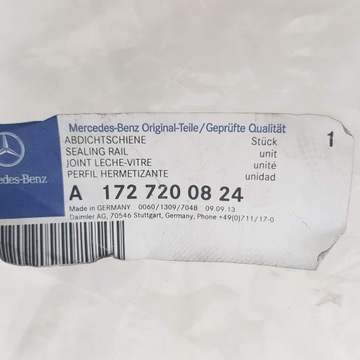 Mercedes-Benz Original-Teile/Geprüfte Qualität
ABDICHTSCHIENE Stück 1
SEALING RAIL unit
JOINT LECHE-VITRE unité
PERFIL HERMETIZANTE unidad
edes-Benz
A 172 720 08 24
Made in GERMANY 0060/1309/7048 09.09.13
Daimler AG, 70546 Stuttgart, Germany, Phone +49(0)711/17-0